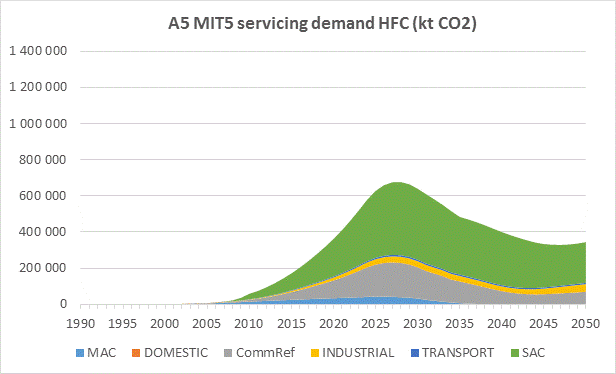 A5 MIT5 servicing demand HFC (kt CO2)
1 400 000
1 200 000
1 000 000
800 000
600 000
400 000
200 000
0
1990 1995 2000 2005 2010 2015 2020 2025 2030 2035 2040 2045 2050
MAC DOMESTIC CommRef INDUSTRIAL TRANSPORT SAC